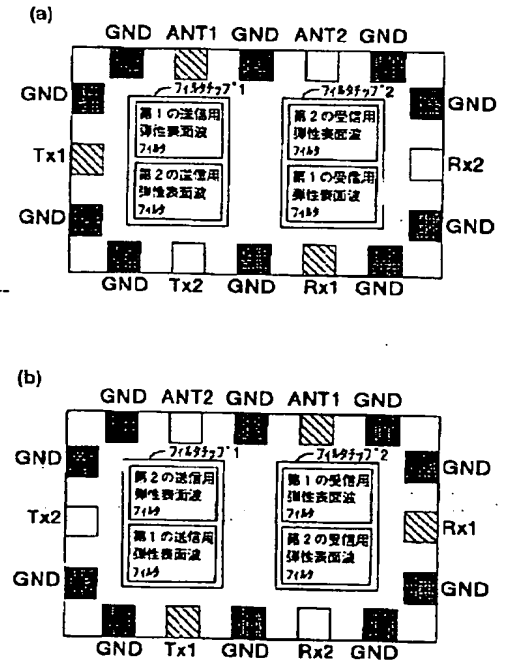 (a)
GND ANT1 GND ANT2 GND
GND
フィルタチップ1
フィルタチップ2
GND
第1の送信用
弾性表面波
フィルタ
第2の受信用
弾性表面波
フィルタ
Tx1
Rx2
第2の送信用
弾性表面波
フィルタ
第1の受信用
弾性表面波
フィルタ
GND
GND
GND Tx2 GND Rx1 GND
(b)
GND ANT2 GND ANT1 GND
GND
フィルタチップ1
フィルタチップ2
GND
第2の送信用
弾性表面波
フィルタ
第1の受信用
弾性表面波
フィルタ
Tx2
Rx1
第1の送信用
弾性表面波
フィルタ
第2の受信用
弾性表面波
フィルタ
GND
GND
GND Tx1 GND Rx2 GND